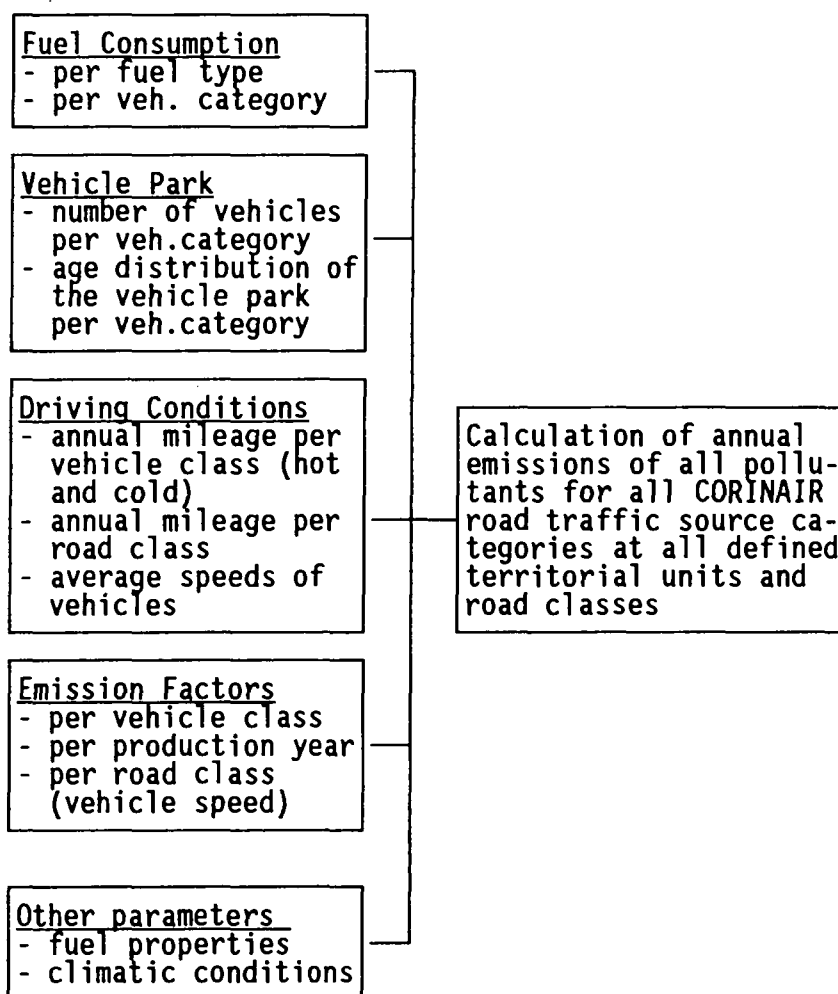 Fuel Consumption
- per fuel type
- per veh. category
Vehicle Park
- number of vehicles
per veh.category
- age distribution of
the vehicle park
per veh.category
Driving Conditions
- annual mileage per
vehicle class (hot
and cold)
- annual mileage per
road class
- average speeds of
vehicles
Calculation of annual
emissions of all pollu-
tants for all CORINAIR
road traffic source ca-
tegories at all defined
territorial units and
road classes
Emission Factors
- per vehicle class
- per production year
- per road class
(vehicle speed)
Other parameters
- fuel properties
- climatic conditions